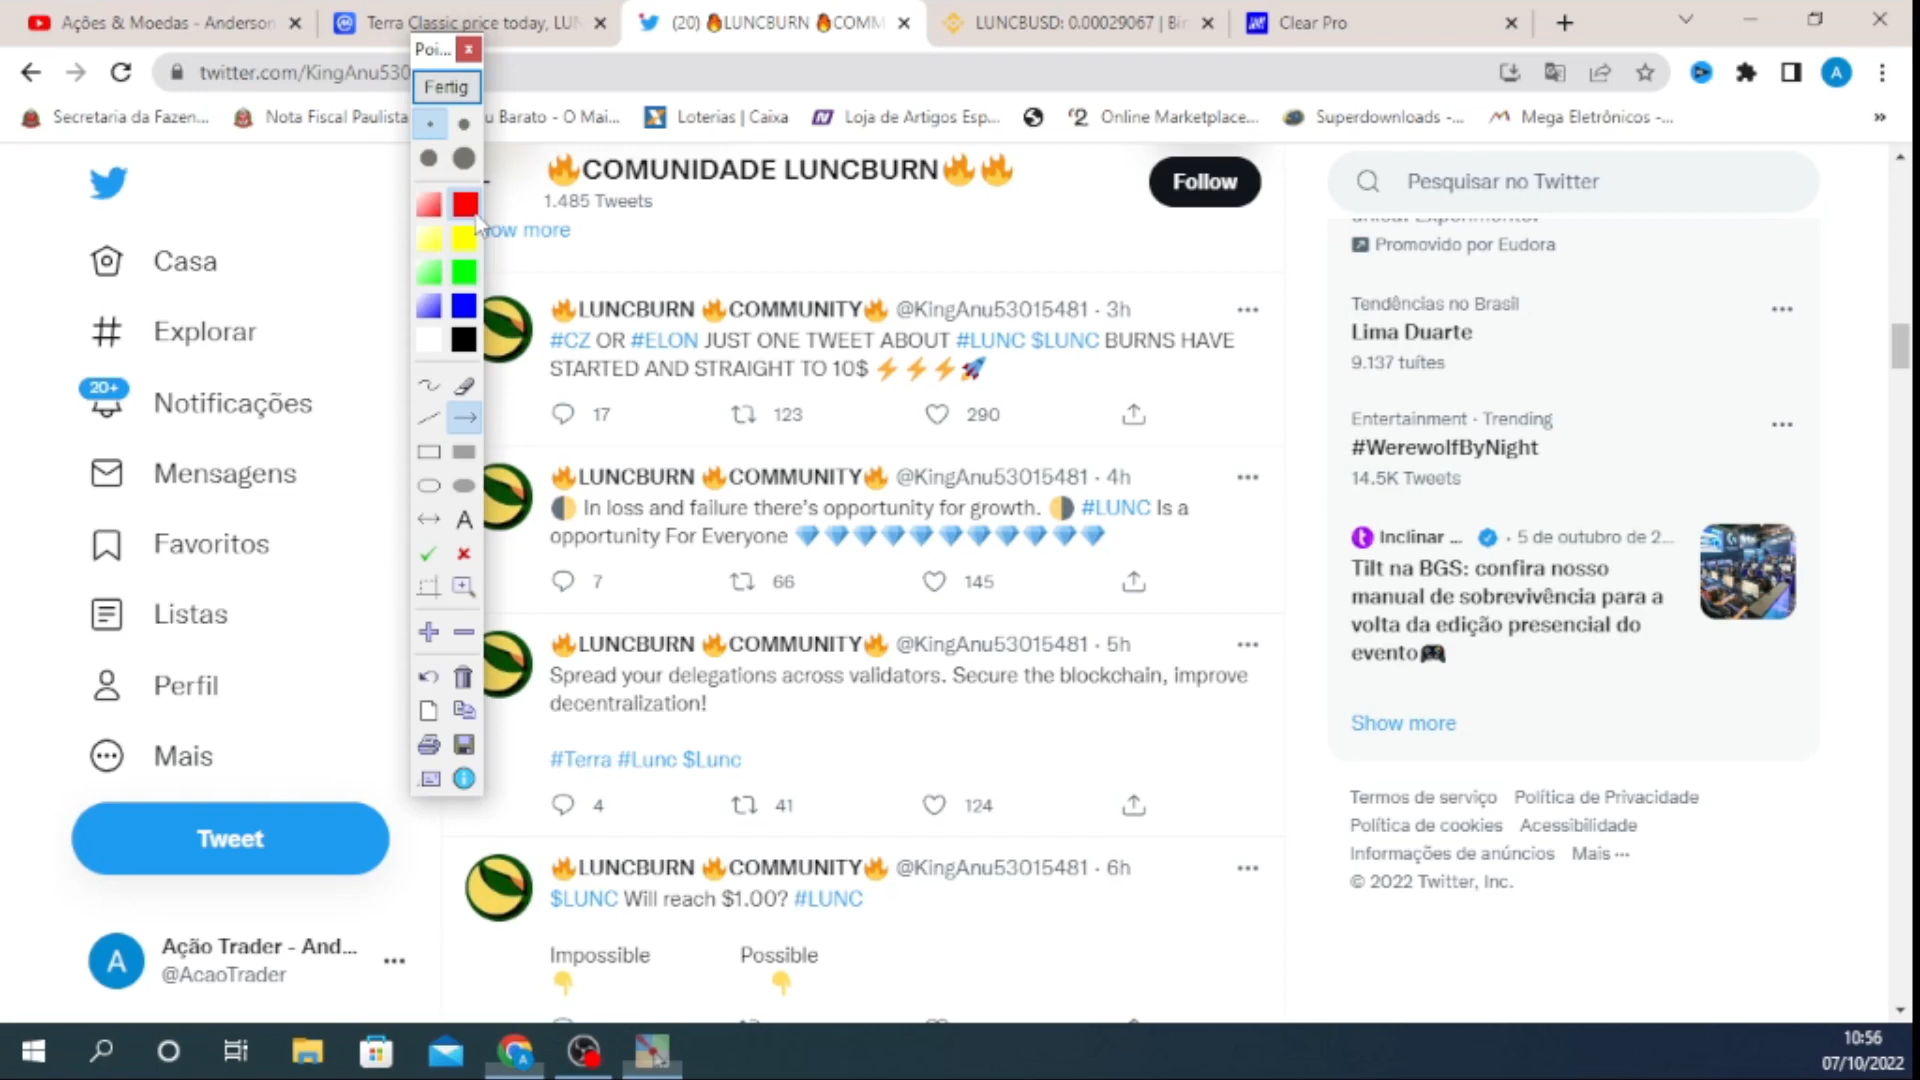 Ações & Moedas - Anderson
Terra Classic price today, LUN
(20) 🔥LUNCBURN 🔥COMM
LUNCBUSD: 0.00029067 | Bin
Clear Pro
Poi...
twitter.com/KingAnu530
A
Fertig
Secretaria da Fazen...
Nota Fiscal Paulista
u Barato - O Mai...
Loterias | Caixa
Loja de Artigos Esp...
Online Marketplace...
Superdownloads -...
Mega Eletrônicos -...
»
🔥COMUNIDADE LUNCBURN🔥🔥
1.485 Tweets
Follow
ow more
Casa
Explorar
20+
Notificações
Mensagens
Favoritos
Listas
Perfil
Mais
Tweet
A
Ação Trader - And...
@AcaoTrader
A
🔥LUNCBURN 🔥COMMUNITY🔥 @KingAnu53015481 · 3h
#CZ OR #ELON JUST ONE TWEET ABOUT #LUNC $LUNC BURNS HAVE
STARTED AND STRAIGHT TO 10$ ⚡⚡⚡🚀
17 123 290
🔥LUNCBURN 🔥COMMUNITY🔥 @KingAnu53015481 · 4h
🌓 In loss and failure there's opportunity for growth. 🌗 #LUNC Is a
opportunity For Everyone 💎💎💎💎💎💎💎💎💎💎💎
7 66 145
🔥LUNCBURN 🔥COMMUNITY🔥 @KingAnu53015481 · 5h
Spread your delegations across validators. Secure the blockchain, improve
decentralization!
#Terra #Lunc $Lunc
4 41 124
🔥LUNCBURN 🔥COMMUNITY🔥 @KingAnu53015481 · 6h
$LUNC Will reach $1.00? #LUNC
Impossible Possible
👇 👇
Pesquisar no Twitter
Promovido por Eudora
Tendências no Brasil
Lima Duarte
9.137 tuítes
Entertainment · Trending
#WerewolfByNight
14.5K Tweets
Inclinar ... · 5 de outubro de 2...
Tilt na BGS: confira nosso
manual de sobrevivência para a
volta da edição presencial do
evento🎮
Show more
Termos de serviço Política de Privacidade
Política de cookies Acessibilidade
Informações de anúncios Mais ···
© 2022 Twitter, Inc.
10:56
07/10/2022